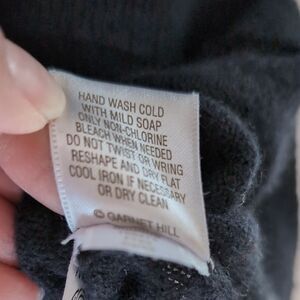 HAND WASH COLD
WITH MILD SOAP
ONLY NON-CHLORINE
BLEACH WHEN NEEDED
DO NOT TWIST OR WRING
RESHAPE AND DRY FLAT
COOL IRON IF NECESSARY
OR DRY CLEAN
© GARNET HILL